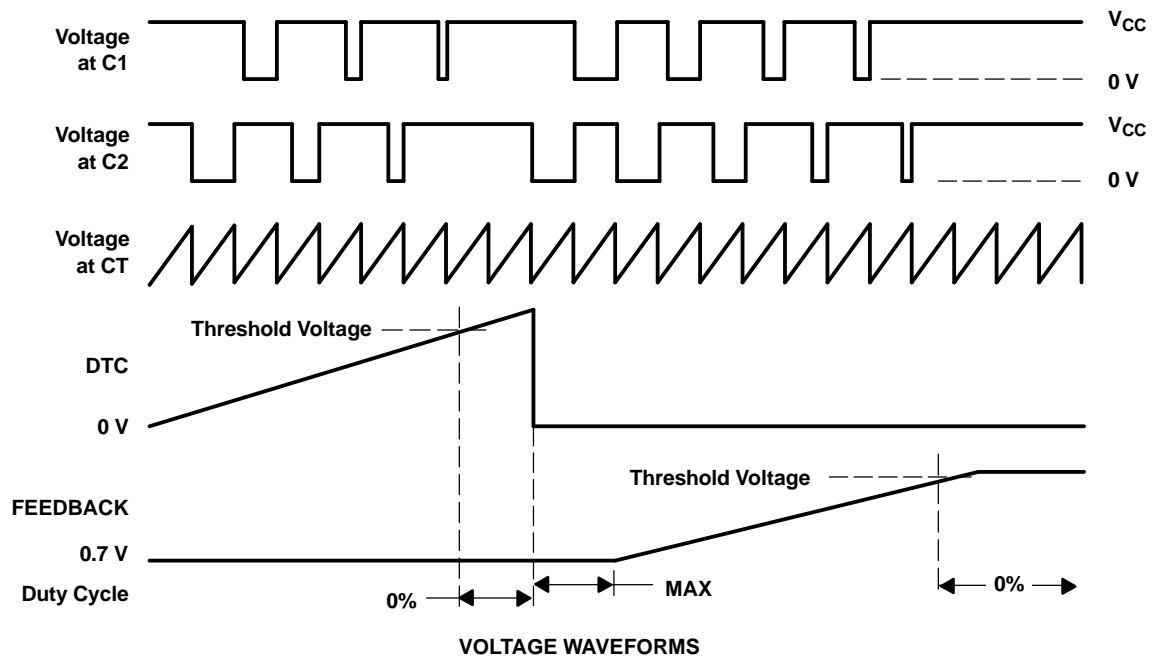 Voltage
at C1
VCC
0 V
Voltage
at C2
VCC
0 V
Voltage
at CT
Threshold Voltage
DTC
0 V
Threshold Voltage
FEEDBACK
0.7 V
Duty Cycle
0%
MAX
0%
VOLTAGE WAVEFORMS